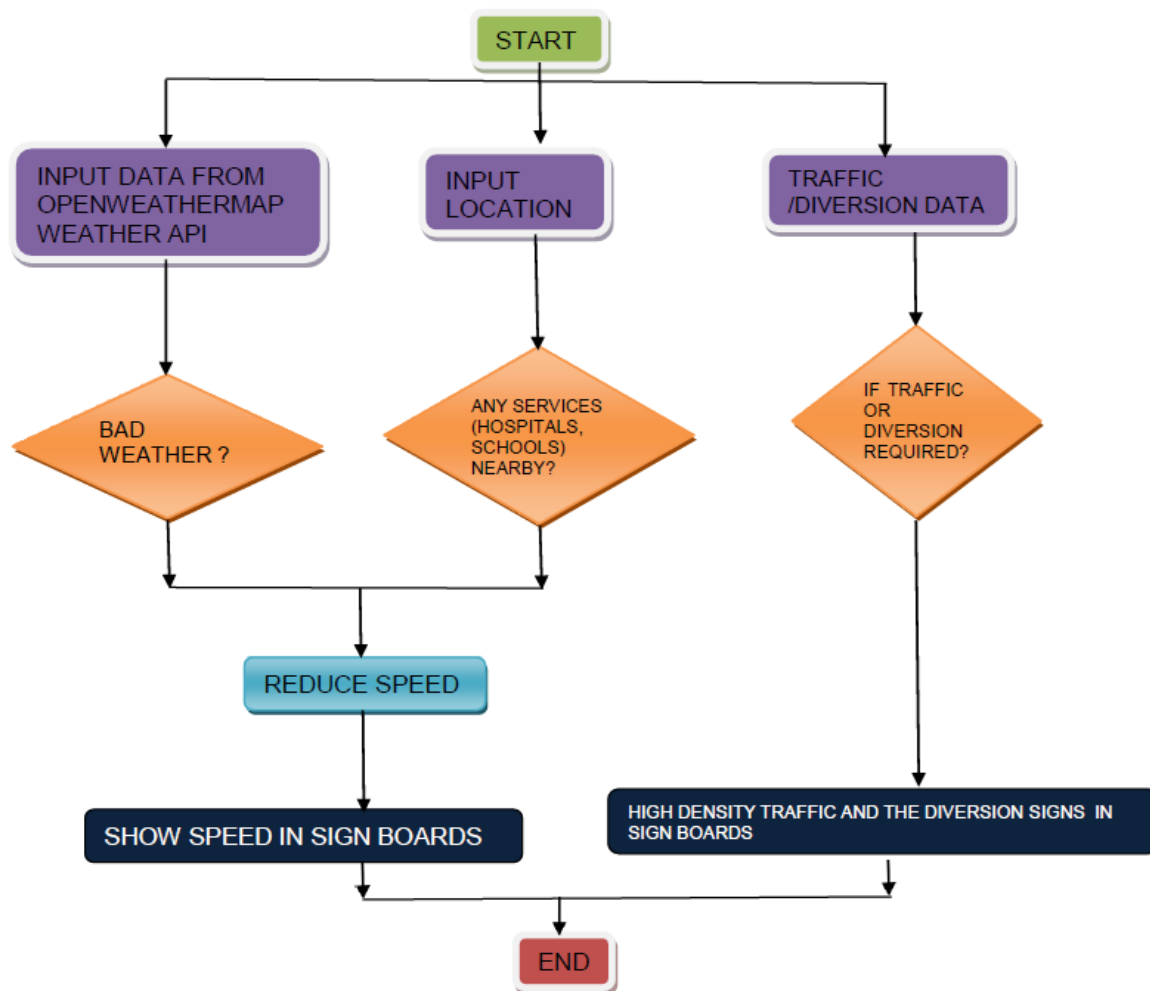 START
INPUT DATA FROM
OPENWEATHERMAP
WEATHER API
INPUT
LOCATION
TRAFFIC
/DIVERSION DATA
BAD
WEATHER ?
ANY SERVICES
(HOSPITALS,
SCHOOLS)
NEARBY?
IF TRAFFIC
OR
DIVERSION
REQUIRED?
REDUCE SPEED
SHOW SPEED IN SIGN BOARDS
HIGH DENSITY TRAFFIC AND THE DIVERSION SIGNS IN
SIGN BOARDS
END